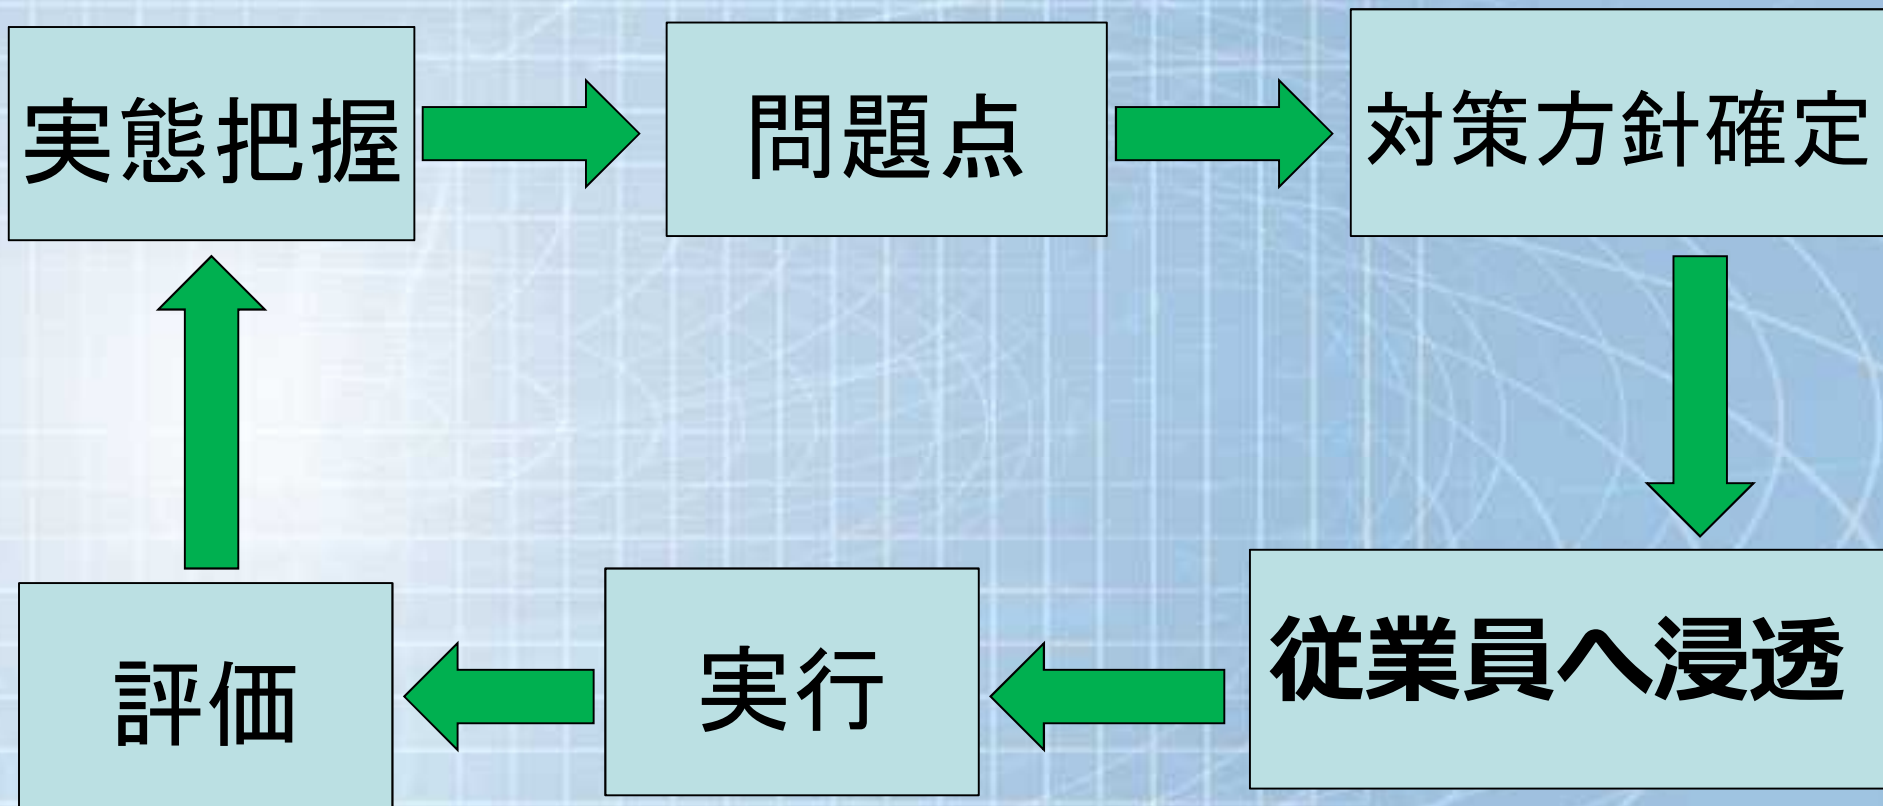 実態把握
問題点
対策方針確定
従業員へ浸透
実行
評価